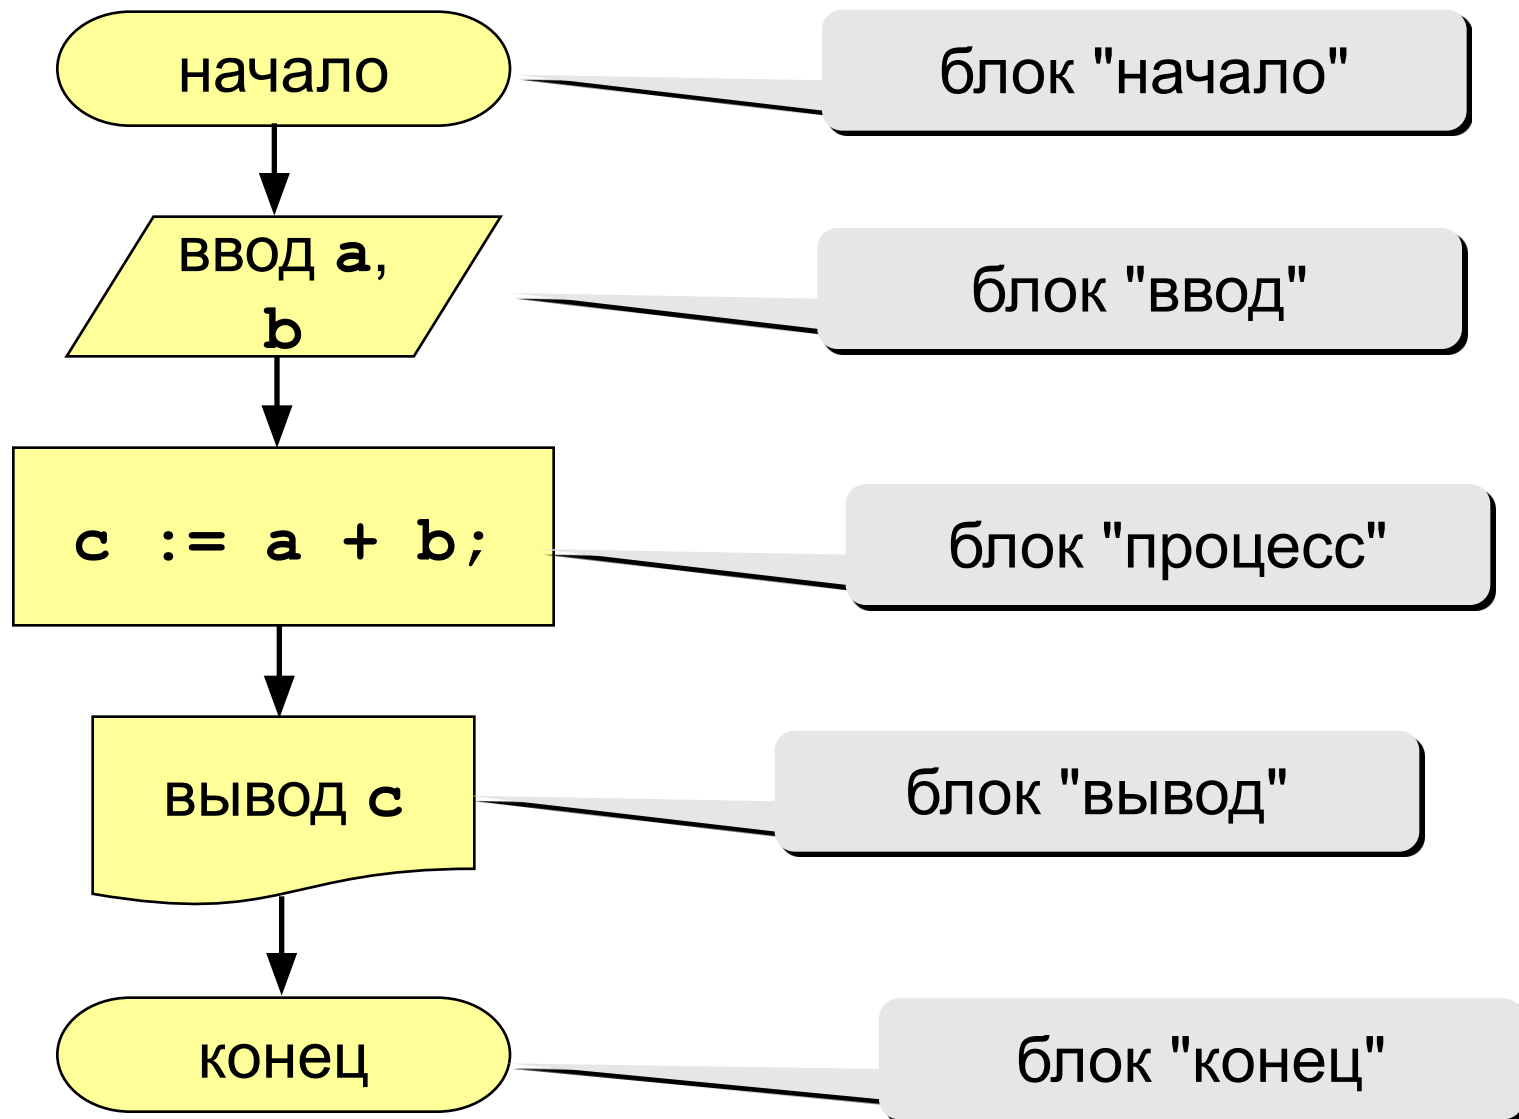 начало
блок "начало"
ввод a,
b
блок "ввод"
c := a + b;
блок "процесс"
вывод c
блок "вывод"
конец
блок "конец"